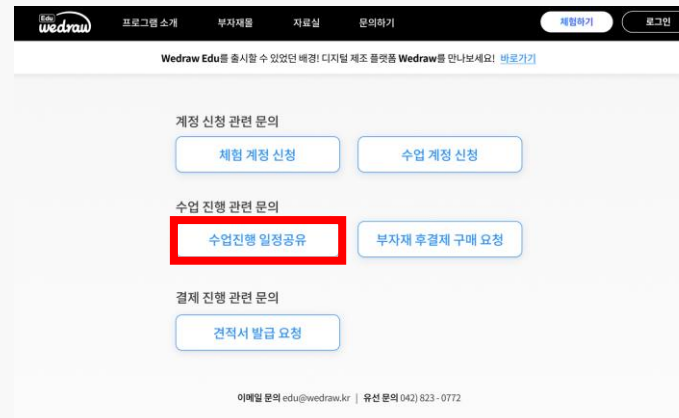 Edu
wedraw 프로그램 소개 부자재몰 자료실 문의하기 체험하기 로그인
Wedraw Edu를 출시할 수 있었던 배경! 디지털 제조 플랫폼 Wedraw를 만나보세요! 바로가기
계정 신청 관련 문의
체험 계정 신청 수업 계정 신청
수업 진행 관련 문의
수업진행 일정공유 부자재 후결제 구매 요청
결제 진행 관련 문의
견적서 발급 요청
이메일 문의 edu@wedraw.kr | 유선 문의 042) 823 - 0772